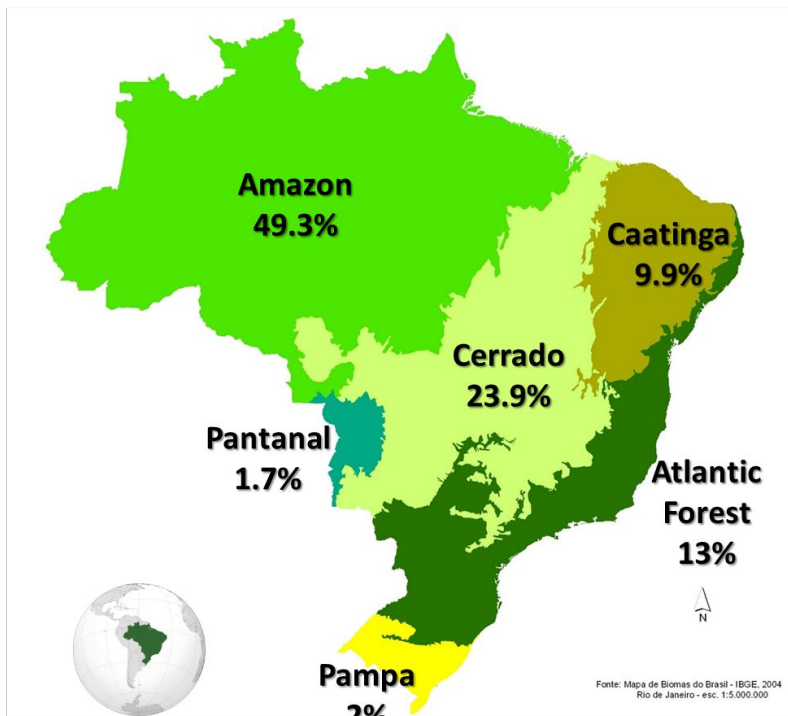 Amazon
49.3%
Caatinga
9.9%
Cerrado
23.9%
Pantanal
1.7%
Atlantic
Forest
13%
N
Pampa
2%
Fonte: Mapa de Biomas do Brasil - IBGE, 2004
Rio de Janeiro - esc. 1:5.000.000